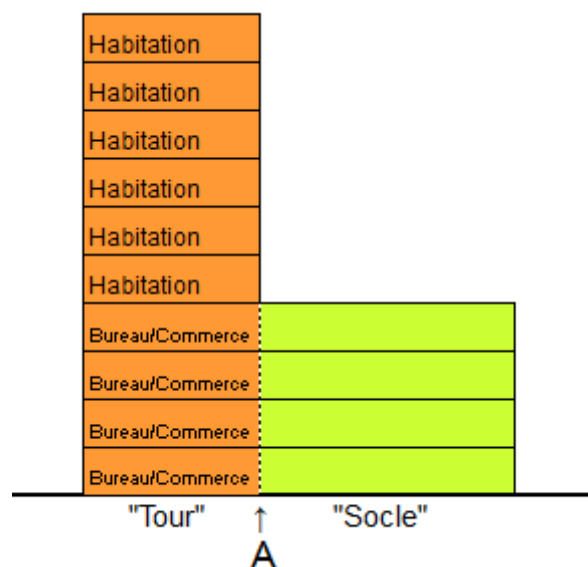 Habitation
Habitation
Habitation
Habitation
Habitation
Habitation
Bureau/Commerce
Bureau/Commerce
Bureau/Commerce
Bureau/Commerce
"Tour" ↑ "Socle"
A